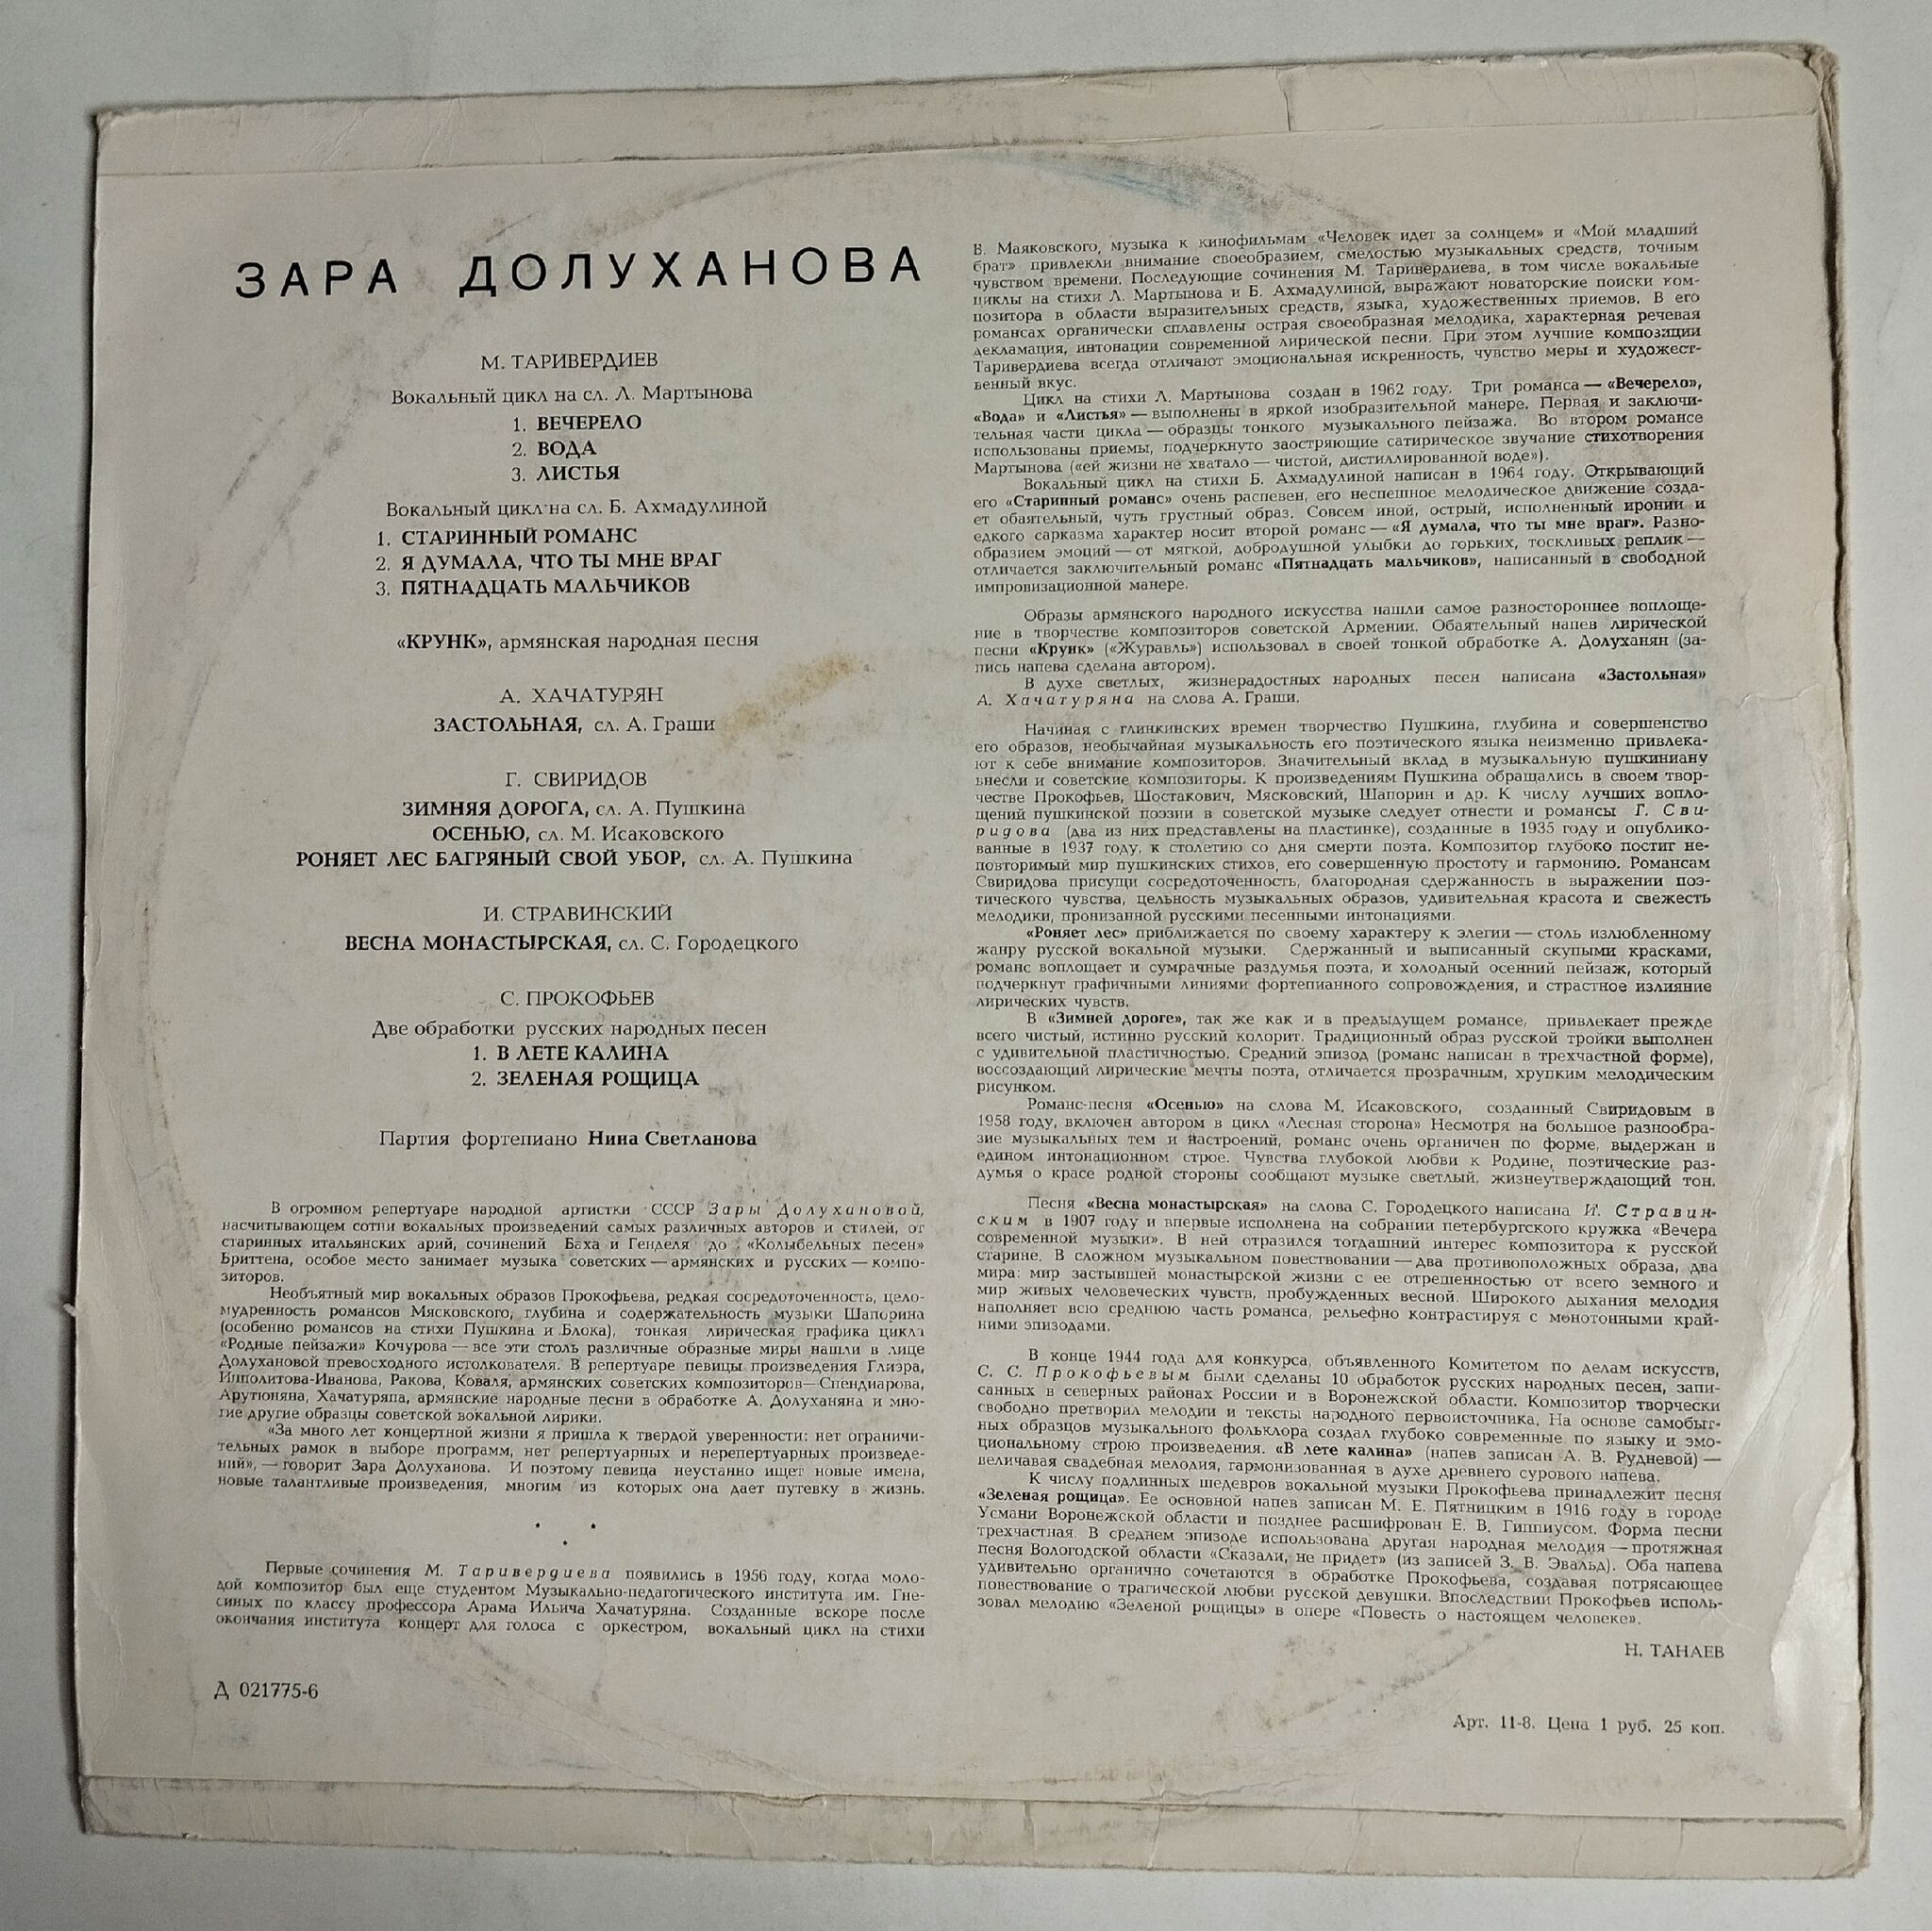 ЗАРА ДОЛУХАНОВА
М. ТАРИВЕРДИЕВ
Вокальный цикл на сл. Л. Мартынова
1. ВЕЧЕРЕЛО
2. ВОДА
3. ЛИСТЬЯ
Вокальный цикл на сл. Б. Ахмадулиной
1. СТАРИННЫЙ РОМАНС
2. Я ДУМАЛА, ЧТО ТЫ МНЕ ВРАГ
3. ПЯТНАДЦАТЬ МАЛЬЧИКОВ
«КРУНК», армянская народная песня
А. ХАЧАТУРЯН
ЗАСТОЛЬНАЯ, сл. А. Граши
Г. СВИРИДОВ
ЗИМНЯЯ ДОРОГА, сл. А. Пушкина
ОСЕНЬЮ, сл. М. Исаковского
РОНЯЕТ ЛЕС БАГРЯНЫЙ СВОЙ УБОР, сл. А. Пушкина
И. СТРАВИНСКИЙ
ВЕСНА МОНАСТЫРСКАЯ, сл. С. Городецкого
С. ПРОКОФЬЕВ
Две обработки русских народных песен
1. В ЛЕТЕ КАЛИНА
2. ЗЕЛЕНАЯ РОЩИЦА
Партия фортепиано Нина Светланова
В огромном репертуаре народной артистки СССР Зары Долухановой,
насчитывающем сотни вокальных произведений самых различных авторов и стилей, от
старинных итальянских арий, сочинений Баха и Генделя до «Колыбельных песен»
Бриттена, особое место занимает музыка советских — армянских и русских — компо-
зиторов.
Необъятный мир вокальных образов Прокофьева, редкая сосредоточенность, цело-
мудренность романсов Мясковского, глубина и содержательность музыки Шапорина
(особенно романсов на стихи Пушкина и Блока), тонкая лирическая графика цикла
«Родные пейзажи» Кочурова — все эти столь различные образные миры нашли в лице
Долухановой превосходного истолкователя. В репертуаре певицы произведения Глиэра,
Ипполитова-Иванова, Ракова, Коваля, армянских советских композиторов—Спендиарова,
Арутюняна, Хачатуряна, армянские народные песни в обработке А. Долуханяна и мно-
гие другие образцы советской вокальной лирики.
«За много лет концертной жизни я пришла к твердой уверенности: нет ограничи-
тельных рамок в выборе программ, нет репертуарных и нерепертуарных произведе-
ний», — говорит Зара Долуханова. И поэтому певица неустанно ищет новые имена,
новые талантливые произведения, многим из которых она дает путевку в жизнь.
Первые сочинения М. Таривердиева появились в 1956 году, когда моло-
дой композитор был еще студентом Музыкально-педагогического института им. Гне-
синых по классу профессора Арама Ильича Хачатуряна. Созданные вскоре после
окончания института концерт для голоса с оркестром, вокальный цикл на стихи
Д 021775-6
В. Маяковского, музыка к кинофильмам «Человек идет за солнцем» и «Мой младший
брат» привлекли внимание своеобразием, смелостью музыкальных средств, точным
чувством времени. Последующие сочинения М. Таривердиева, в том числе вокальные
циклы на стихи Л. Мартынова и Б. Ахмадулиной, выражают новаторские поиски ком-
позитора в области выразительных средств, языка, художественных приемов. В его
романсах органически сплавлены острая своеобразная мелодика, характерная речевая
декламация, интонации современной лирической песни. При этом лучшие композиции
Таривердиева всегда отличают эмоциональная искренность, чувство меры и художест-
венный вкус.
Цикл на стихи Л. Мартынова создан в 1962 году. Три романса — «Вечерело»,
«Вода» и «Листья» — выполнены в яркой изобразительной манере. Первая и заключи-
тельная части цикла — образцы тонкого музыкального пейзажа. Во втором романсе
использованы приемы, подчеркнуто заостряющие сатирическое звучание стихотворения
Мартынова («ей жизни не хватало — чистой, дистиллированной воде»).
Вокальный цикл на стихи Б. Ахмадулиной написан в 1964 году. Открывающий
его «Старинный романс» очень распевен, его неспешное мелодическое движение созда-
ет обаятельный, чуть грустный образ. Совсем иной, острый, исполненный иронии и
едкого сарказма характер носит второй романс — «Я думала, что ты мне враг». Разно-
образием эмоций — от мягкой, добродушной улыбки до горьких, тоскливых реплик —
отличается заключительный романс «Пятнадцать мальчиков», написанный в свободной
импровизационной манере.
Образы армянского народного искусства нашли самое разностороннее воплоще-
ние в творчестве композиторов советской Армении. Обаятельный напев лирической
песни «Крунк» («Журавль») использовал в своей тонкой обработке А. Долуханян (за-
пись напева сделана автором).
В духе светлых, жизнерадостных народных песен написана «Застольная»
А. Хачатуряна на слова А. Граши.
Начиная с глинкинских времен творчество Пушкина, глубина и совершенство
его образов, необычайная музыкальность его поэтического языка неизменно привлека-
ют к себе внимание композиторов. Значительный вклад в музыкальную пушкиниану
внесли и советские композиторы. К произведениям Пушкина обращались в своем твор-
честве Прокофьев, Шостакович, Мясковский, Шапорин и др. К числу лучших вопло-
щений пушкинской поэзии в советской музыке следует отнести и романсы Г. Сви-
ридова (два из них представлены на пластинке), созданные в 1935 году и опублико-
ванные в 1937 году, к столетию со дня смерти поэта. Композитор глубоко постиг не-
повторимый мир пушкинских стихов, его совершенную простоту и гармонию. Романсам
Свиридова присущи сосредоточенность, благородная сдержанность в выражении поэ-
тического чувства, цельность музыкальных образов, удивительная красота и свежесть
мелодики, пронизанной русскими песенными интонациями.
«Роняет лес» приближается по своему характеру к элегии — столь излюбленному
жанру русской вокальной музыки. Сдержанный и выписанный скупыми красками,
романс воплощает и сумрачные раздумья поэта, и холодный осенний пейзаж, который
подчеркнут графичными линиями фортепианного сопровождения, и страстное излияние
лирических чувств.
В «Зимней дороге», так же как и в предыдущем романсе, привлекает прежде
всего чистый, истинно русский колорит. Традиционный образ русской тройки выполнен
с удивительной пластичностью. Средний эпизод (романс написан в трехчастной форме),
воссоздающий лирические мечты поэта, отличается прозрачным, хрупким мелодическим
рисунком.
Романс-песня «Осенью» на слова М. Исаковского, созданный Свиридовым в
1958 году, включен автором в цикл «Лесная сторона» Несмотря на большое разнообра-
зие музыкальных тем и настроений, романс очень органичен по форме, выдержан в
едином интонационном строе. Чувства глубокой любви к Родине, поэтические раз-
думья о красе родной стороны сообщают музыке светлый, жизнеутверждающий тон.
Песня «Весна монастырская» на слова С. Городецкого написана И. Стравин-
ским в 1907 году и впервые исполнена на собрании петербургского кружка «Вечера
современной музыки». В ней отразился тогдашний интерес композитора к русской
старине. В сложном музыкальном повествовании — два противоположных образа, два
мира: мир застывшей монастырской жизни с ее отрешенностью от всего земного и
мир живых человеческих чувств, пробужденных весной. Широкого дыхания мелодия
наполняет всю среднюю часть романса, рельефно контрастируя с монотонными край-
ними эпизодами.
В конце 1944 года для конкурса, объявленного Комитетом по делам искусств,
С. С. Прокофьевым были сделаны 10 обработок русских народных песен, запи-
санных в северных районах России и в Воронежской области. Композитор творчески
свободно претворил мелодии и тексты народного первоисточника. На основе самобыт-
ных образцов музыкального фольклора создал глубоко современные по языку и эмо-
циональному строю произведения. «В лете калина» (напев записан А. В. Рудневой) —
величавая свадебная мелодия, гармонизованная в духе древнего сурового напева.
К числу подлинных шедевров вокальной музыки Прокофьева принадлежит песня
«Зеленая рощица». Ее основной напев записан М. Е. Пятницким в 1916 году в городе
Усмани Воронежской области и позднее расшифрован Е. В. Гиппиусом. Форма песни
трехчастная. В среднем эпизоде использована другая народная мелодия — протяжная
песня Вологодской области «Сказали, не придет» (из записей З. В. Эвальд). Оба напева
удивительно органично сочетаются в обработке Прокофьева, создавая потрясающее
повествование о трагической любви русской девушки. Впоследствии Прокофьев исполь-
зовал мелодию «Зеленой рощицы» в опере «Повесть о настоящем человеке».
Н. ТАНАЕВ
Арт. 11-8. Цена 1 руб. 25 коп.